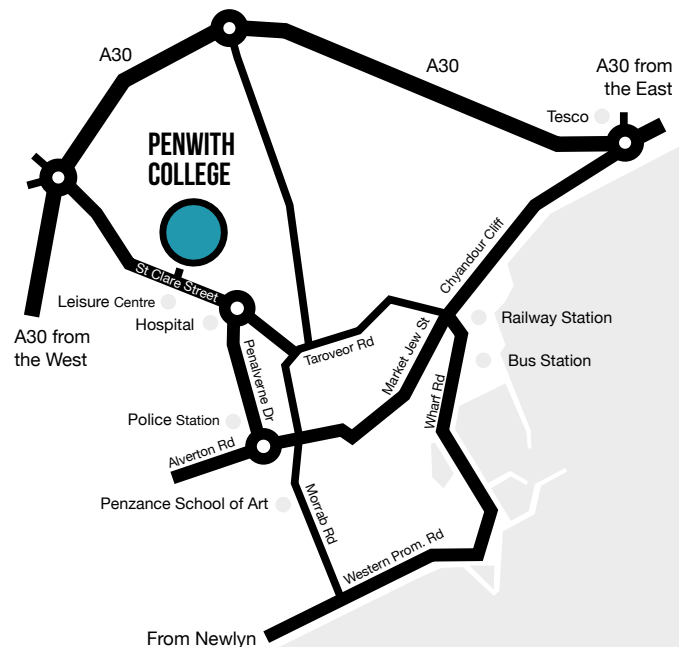 A30
A30
A30 from
the East
Tesco
PENWITH
COLLEGE
St Clare Street
Chyandour Cliff
Leisure Centre
Hospital
A30 from
the West
Railway Station
Taroveor Rd
Market Jew St
Bus Station
Penalverne Dr
Wharf Rd
Police Station
Alverton Rd
Penzance School of Art
Morrab Rd
Western Prom. Rd
From Newlyn